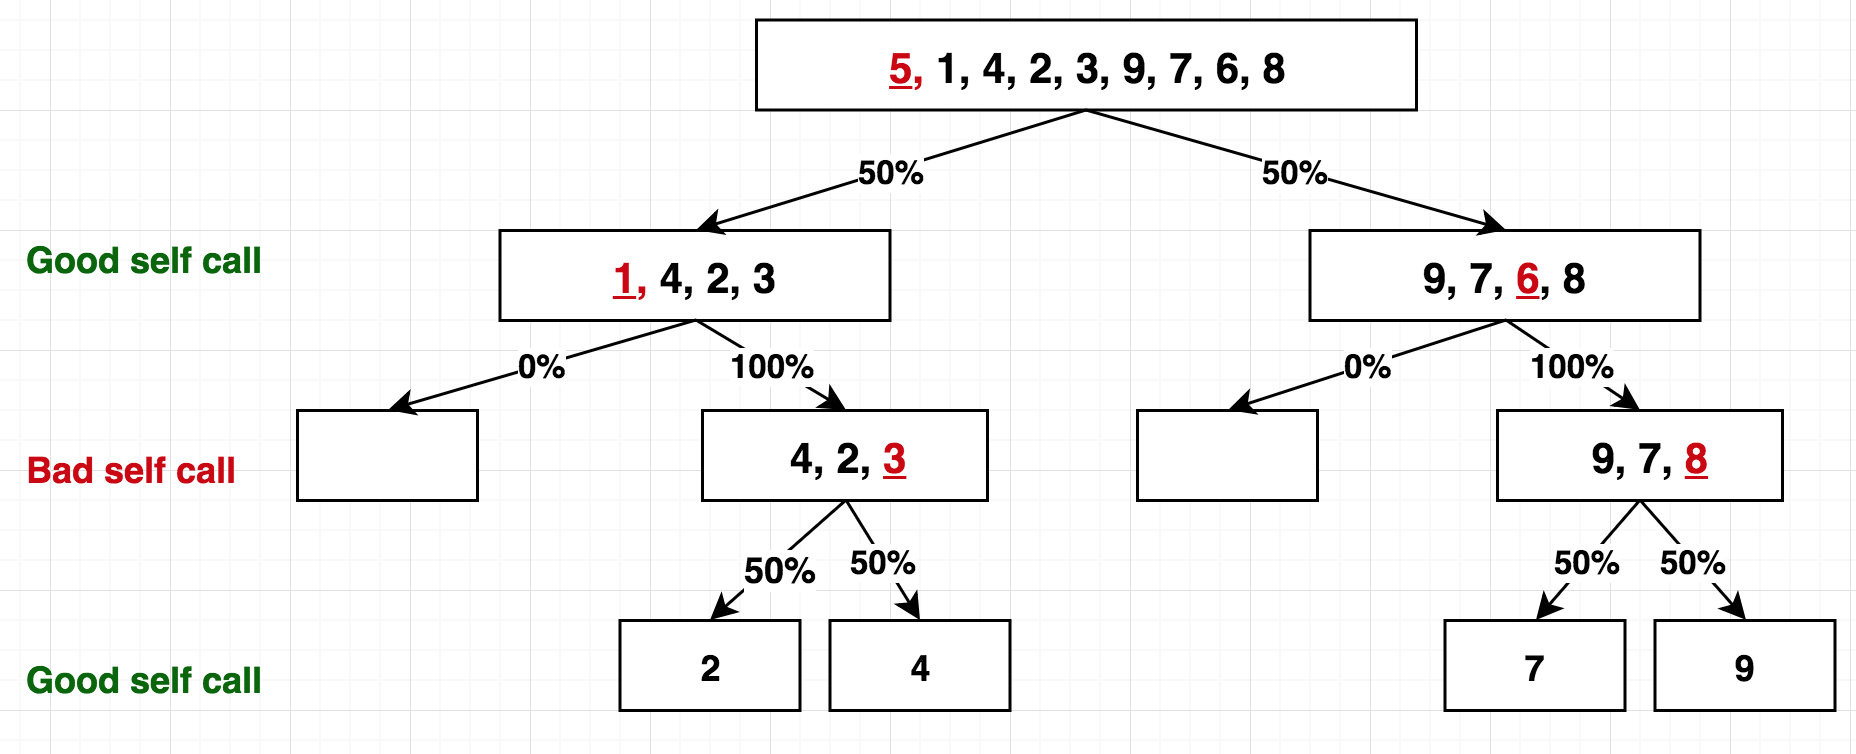 5, 1, 4, 2, 3, 9, 7, 6, 8
50%
50%
Good self call
1, 4, 2, 3
9, 7, 6, 8
0%
100%
0%
100%
Bad self call
4, 2, 3
9, 7, 8
50%
50%
50%
50%
Good self call
2
4
7
9